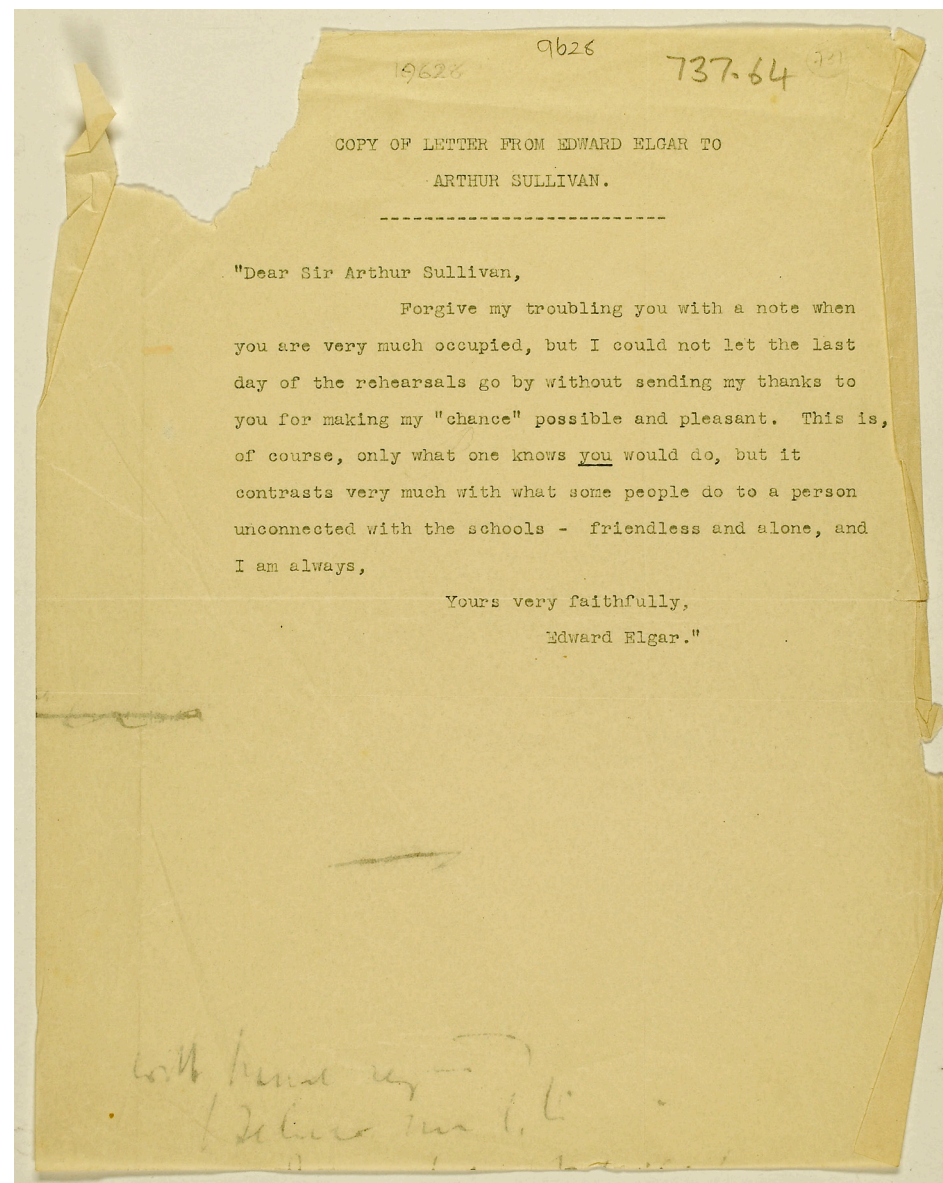 9628
19628
737.64
COPY OF LETTER FROM EDWARD ELGAR TO
ARTHUR SULLIVAN.
--------------------------
"Dear Sir Arthur Sullivan,
Forgive my troubling you with a note when
you are very much occupied, but I could not let the last
day of the rehearsals go by without sending my thanks to
you for making my "chance" possible and pleasant. This is,
of course, only what one knows you would do, but it
contrasts very much with what some people do to a person
unconnected with the schools - friendless and alone, and
I am always,
Yours very faithfully,
Edward Elgar."
with